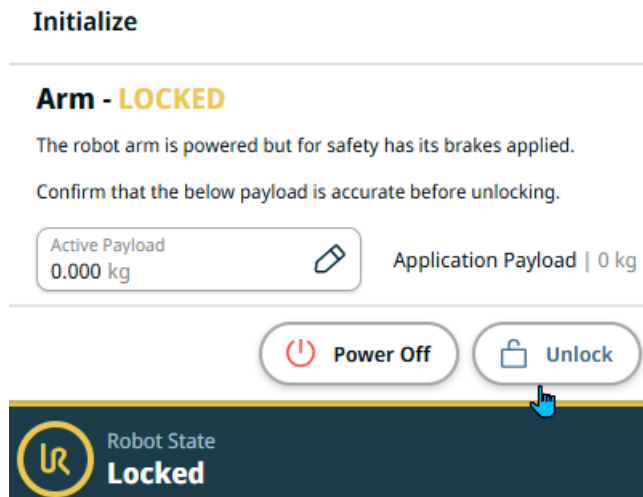 Initialize
Arm - LOCKED
The robot arm is powered but for safety has its brakes applied.
Confirm that the below payload is accurate before unlocking.
Active Payload
0.000 kg
Application Payload | 0 kg
Power Off
Unlock
UR
Robot State
Locked